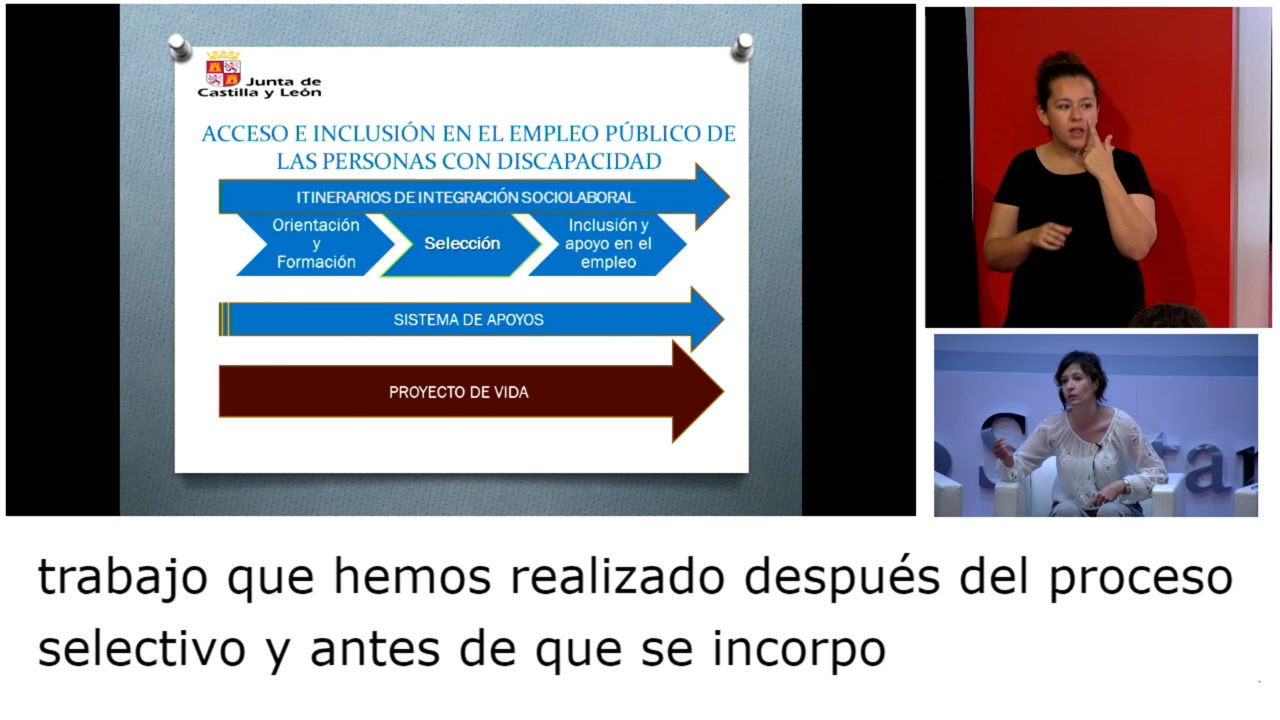 Junta de
Castilla y León
ACCESO E INCLUSIÓN EN EL EMPLEO PÚBLICO DE
LAS PERSONAS CON DISCAPACIDAD
ITINERARIOS DE INTEGRACIÓN SOCIOLABORAL
Orientación
y
Formación
Selección
Inclusión y
apoyo en el
empleo
SISTEMA DE APOYOS
PROYECTO DE VIDA
trabajo que hemos realizado después del proceso
selectivo y antes de que se incorpo